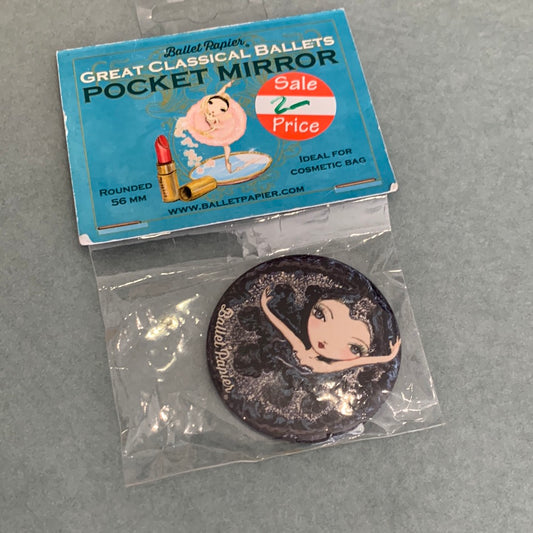 Ballet Papier®
GREAT CLASSICAL BALLETS
POCKET MIRROR
Sale
2-
Price
ROUNDED
56 MM
IDEAL FOR
COSMETIC BAG
WWW.BALLETPAPIER.COM
Ballet Papier®